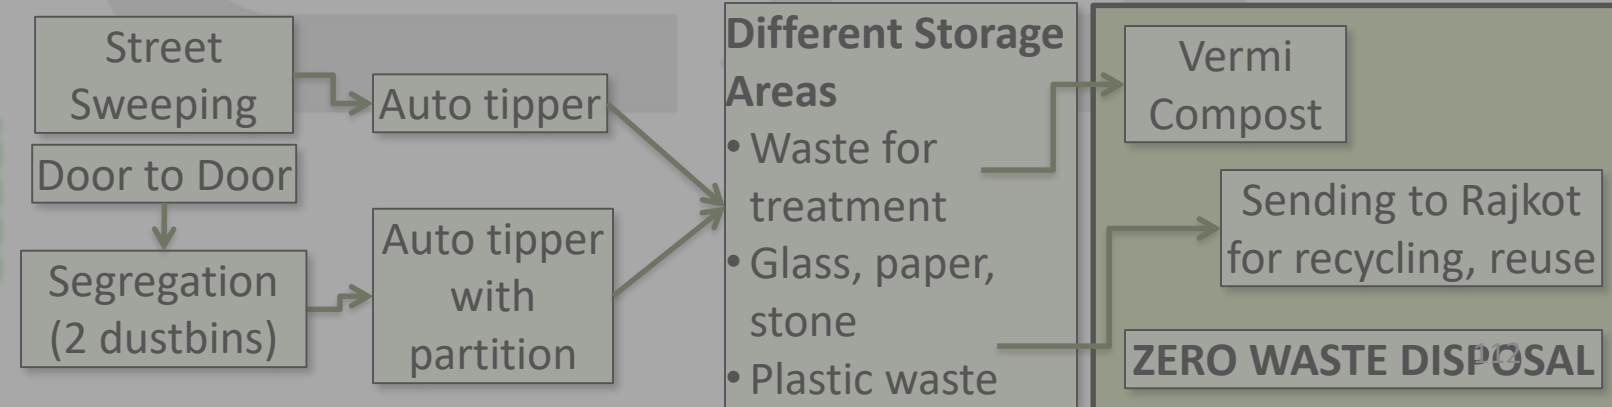 Street
Sweeping
Auto tipper
Door to Door
Segregation
(2 dustbins)
Auto tipper
with
partition
Different Storage
Areas
• Waste for
treatment
• Glass, paper,
stone
• Plastic waste
Vermi
Compost
Sending to Rajkot
for recycling, reuse
ZERO WASTE DISPOSAL
112